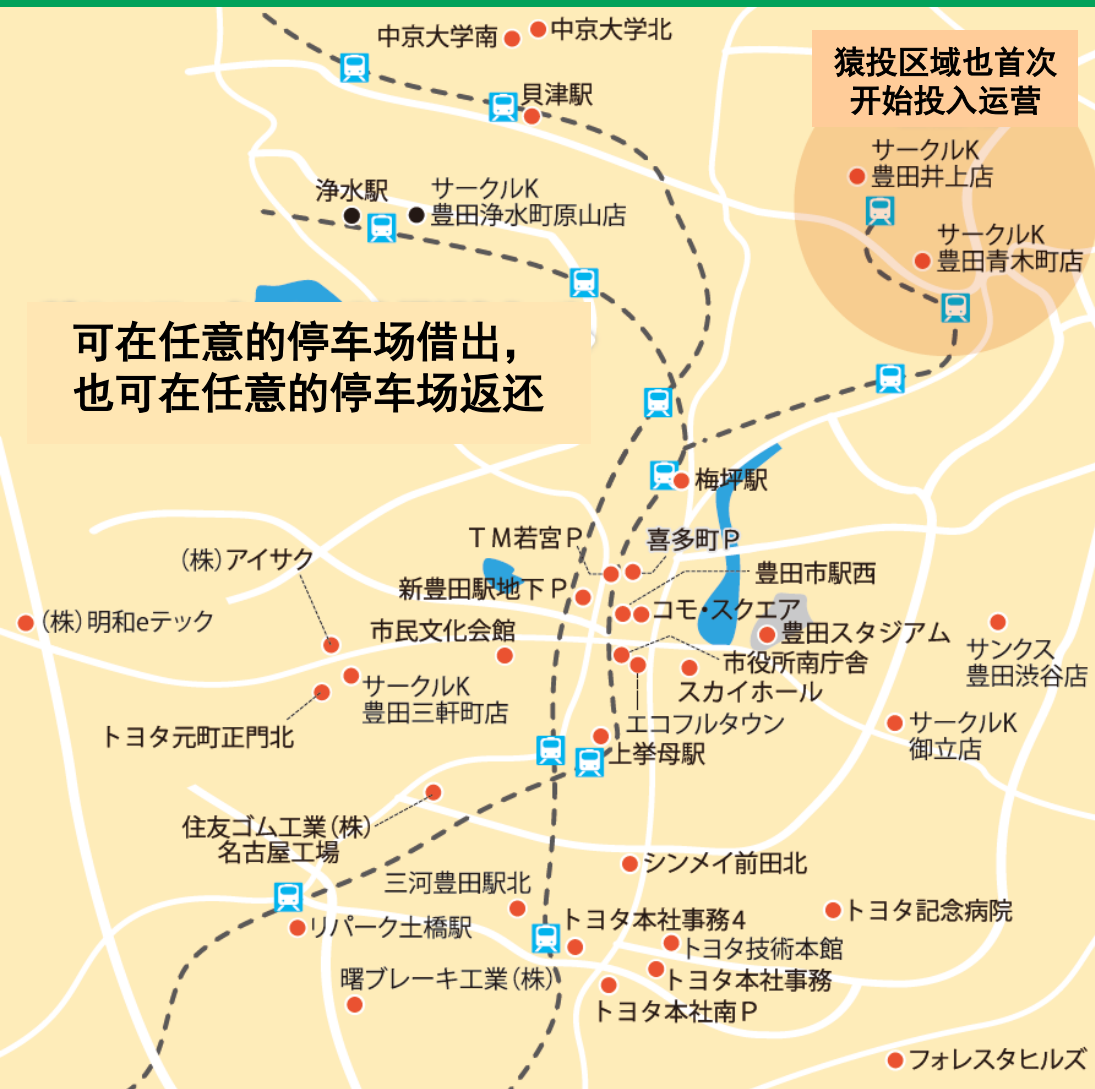 中京大学南
中京大学北
猿投区域也首次
开始投入运营
貝津駅
サークルK
豊田井上店
浄水駅
サークルK
豊田浄水町原山店
サークルK
豊田青木町店
可在任意的停车场借出，
也可在任意的停车场返还
梅坪駅
ＴＭ若宮Ｐ
喜多町Ｐ
(株)アイサク
豊田市駅西
新豊田駅地下Ｐ
コモ・スクエア
(株)明和eテック
市民文化会館
豊田スタジアム
サンクス
豊田渋谷店
市役所南庁舎
スカイホール
サークルK
豊田三軒町店
エコフルタウン
サークルK
御立店
トヨタ元町正門北
上挙母駅
住友ゴム工業(株)
名古屋工場
シンメイ前田北
三河豊田駅北
トヨタ本社事務4
トヨタ記念病院
リパーク土橋駅
トヨタ技術本館
曙ブレーキ工業(株)
トヨタ本社事務
トヨタ本社南Ｐ
フォレスタヒルズ